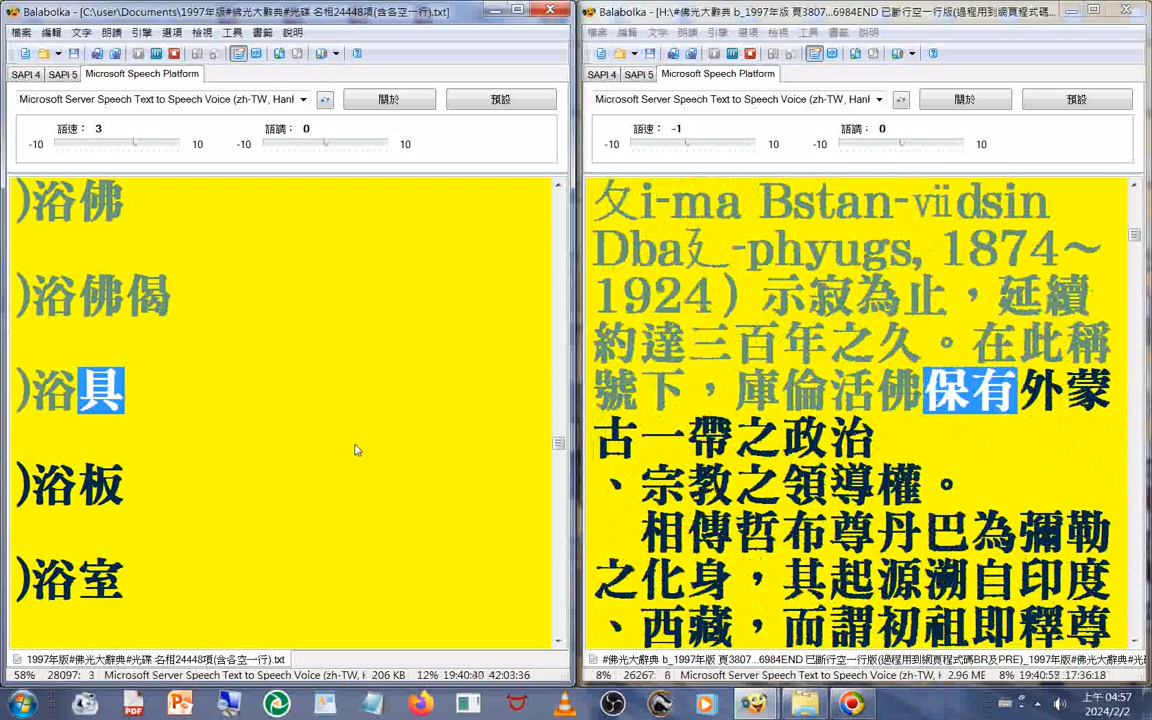 Balabolka - [C:\user\Documents\1997年版#佛光大辭典#光碟 名相24448項(含各空一行).txt]
檔案 編輯 文字 朗讀 引擎 選項 檢視 工具 書籤 說明
SAPI 4 SAPI 5 Microsoft Speech Platform
Microsoft Server Speech Text to Speech Voice (zh-TW, Hanl
關於
預設
語速： 3
語調： 0
-10 10 -10 10
)浴佛
)浴佛偈
)浴具
)浴板
)浴室
1997年版#佛光大辭典#光碟 名相24448項(含各空一行).txt
58% 28097: 3 Microsoft Server Speech Text to Speech Voice (zh-TW, H 206 KB 12% 42:03:36
Balabolka - [H:\#佛光大辭典 b_1997年版 頁3807...6984END 已斷行空一行版(過程用到網頁程式碼
檔案 編輯 文字 朗讀 引擎 選項 檢視 工具 書籤 說明
SAPI 4 SAPI 5 Microsoft Speech Platform
Microsoft Server Speech Text to Speech Voice (zh-TW, Hanl
關於
預設
語速： -1
語調： 0
-10 10 -10 10
i-ma Bstan-ⅶdsin
-phyugs, 1874～
1924）示寂為止，延續
約達三百年之久。在此稱
號下，庫倫活佛保有外蒙
古一帶之政治
、宗教之領導權。
相傳哲布尊丹巴為彌勒
之化身，其起源溯自印度
、西藏，而謂初祖即釋尊
#佛光大辭典 b_1997年版 頁3807...6984END 已斷行空一行版(過程用到網頁程式碼BR及PRE)_1997年版#佛光大辭典#光
8% 26267: Microsoft Server Speech Text to Speech Voice (zh-TW, H 2.96 ME 8% 17:36:18
上午 04:57
2024/2/2